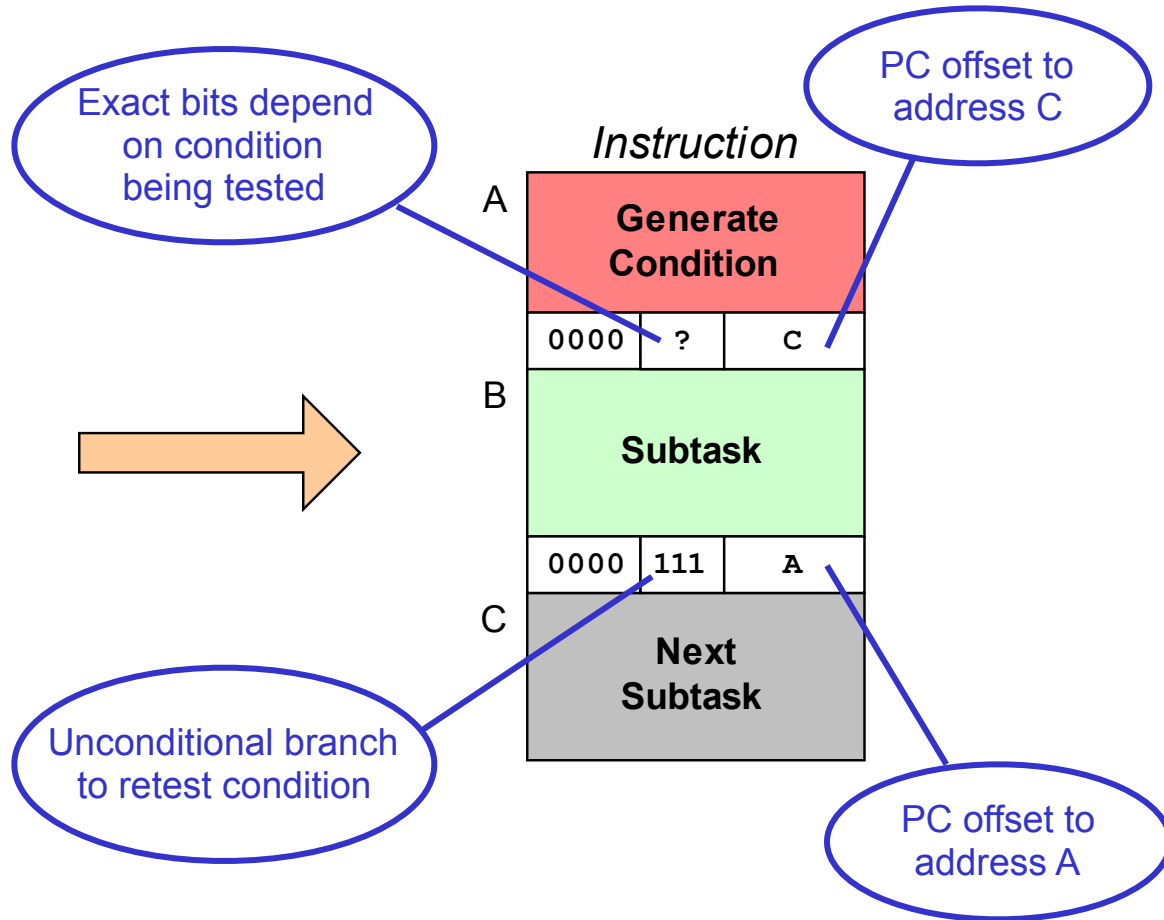 Exact bits depend
on condition
being tested
PC offset to
address C
Instruction
A
Generate
Condition
0000 ? C
B
Subtask
0000 111 A
C
Next
Subtask
Unconditional branch
to retest condition
PC offset to
address A